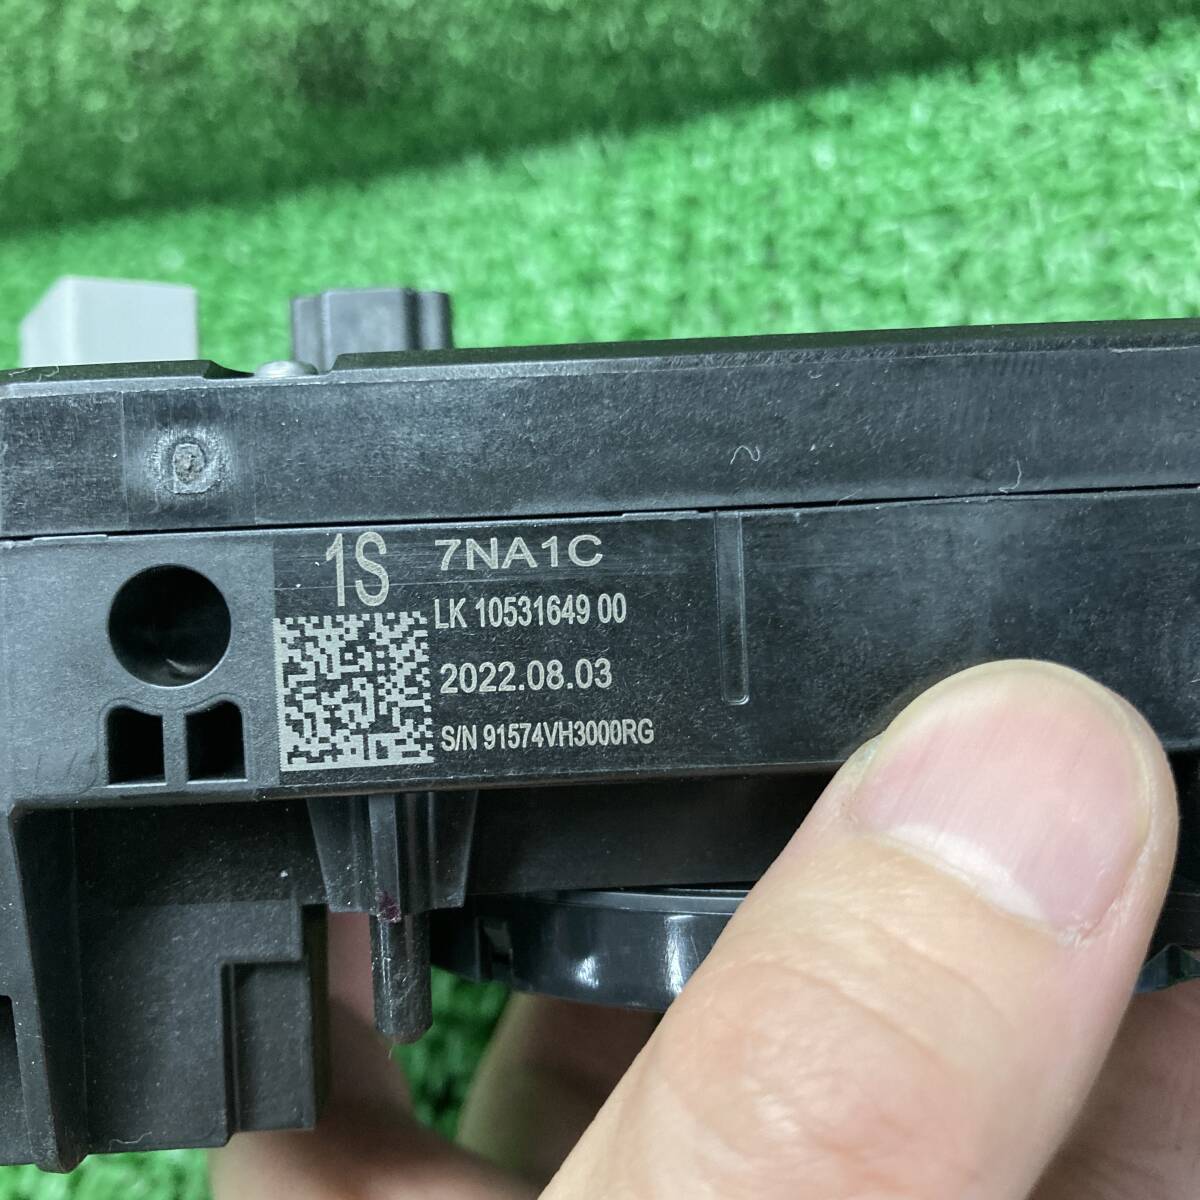 1S
7NA1C
LK 10531649 00
2022.08.03
S/N 91574VH3000RG